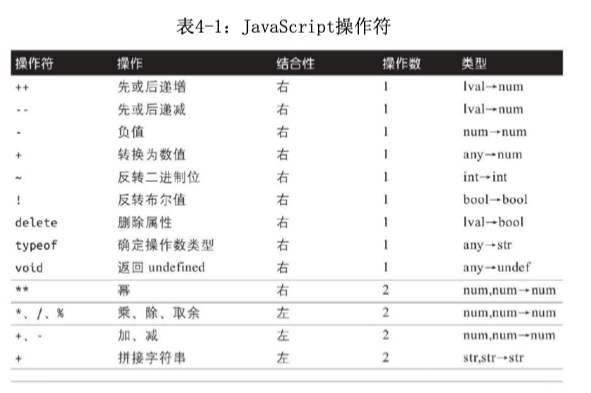 表4-1：JavaScript操作符
操作符 操作 结合性 操作数 类型
++ 先或后递增 右 1 lval→num
-- 先或后递减 右 1 lval→num
- 负值 右 1 num→num
+ 转换为数值 右 1 any→num
~ 反转二进制位 右 1 int→int
! 反转布尔值 右 1 bool→bool
delete 删除属性 右 1 lval→bool
typeof 确定操作数类型 右 1 any→str
void 返回 undefined 右 1 any→undef
** 幂 右 2 num,num→num
*、/、% 乘、除、取余 左 2 num,num→num
+、- 加、减 左 2 num,num→num
+ 拼接字符串 左 2 str,str→str